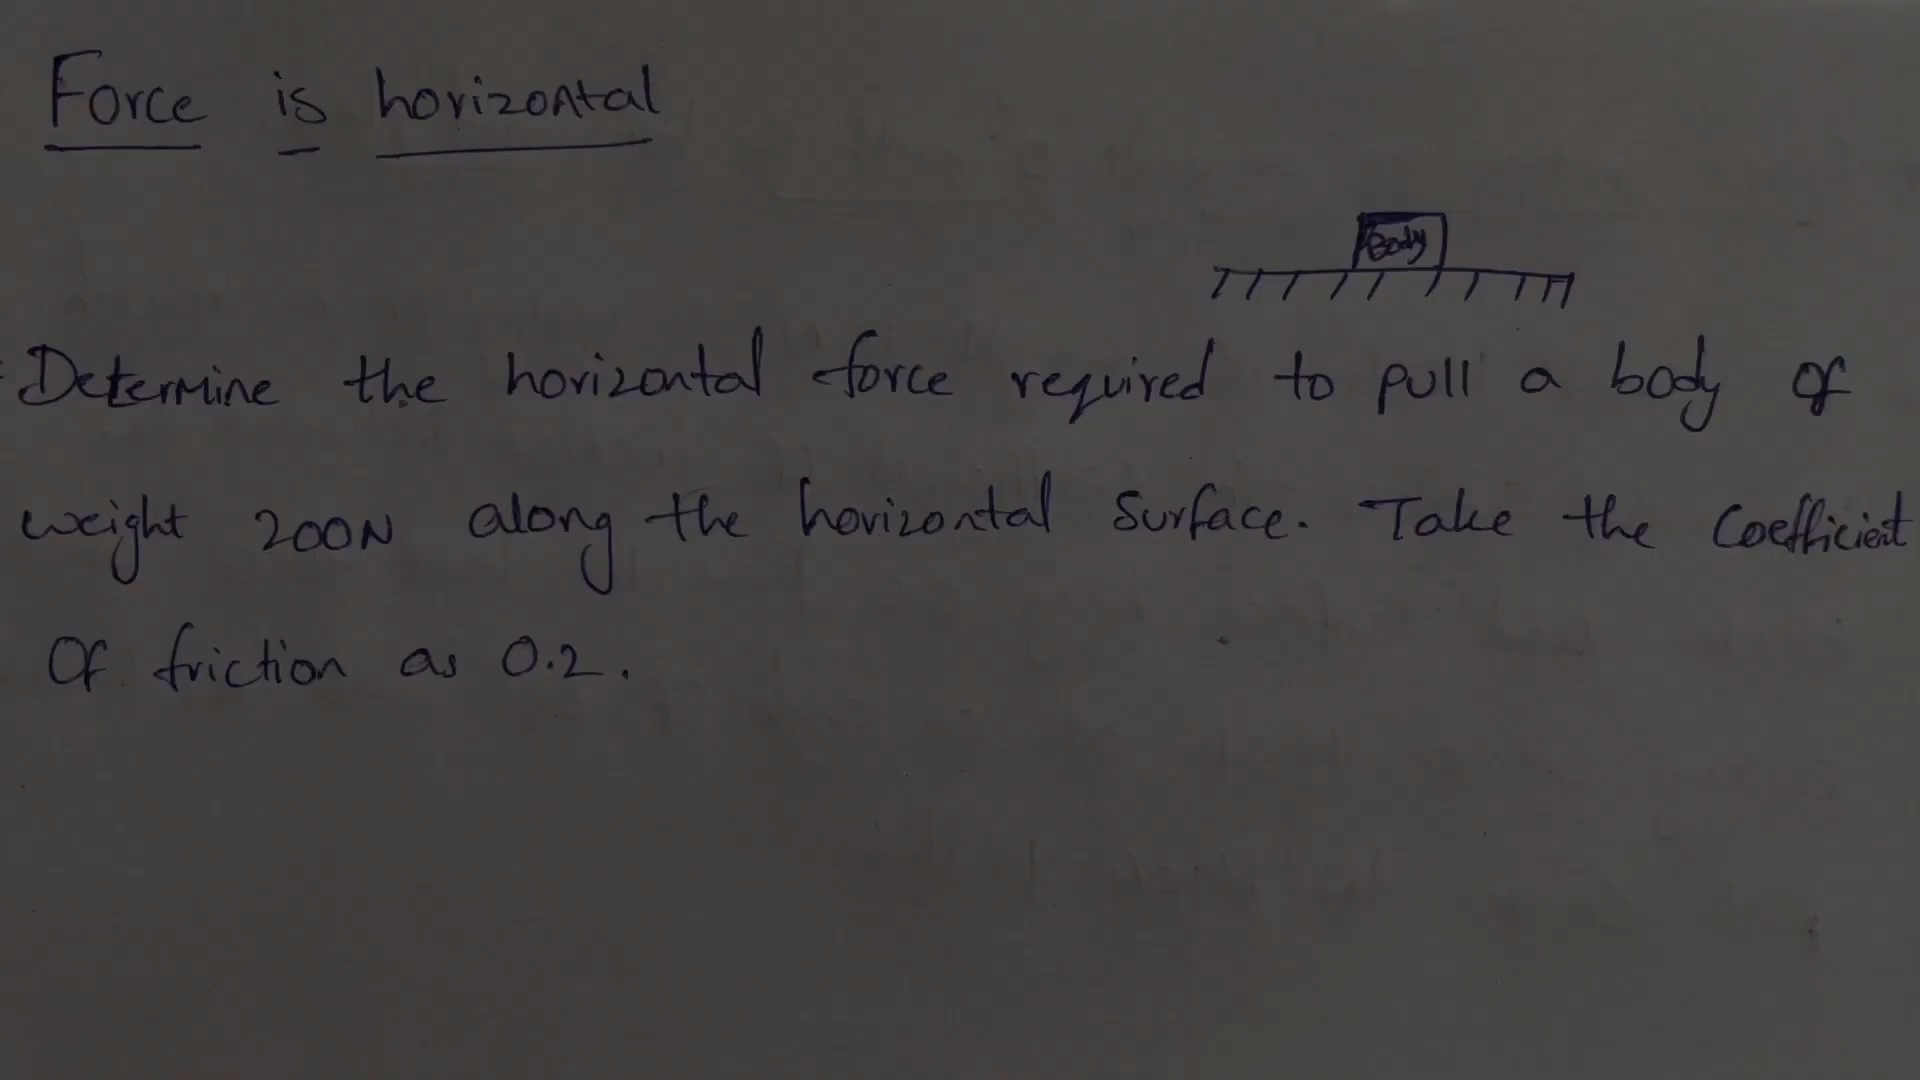 Force is horizontal
Body
Determine the horizontal force required to pull a body of
weight 200N along the horizontal surface. Take the Coefficient
Of friction as 0.2.